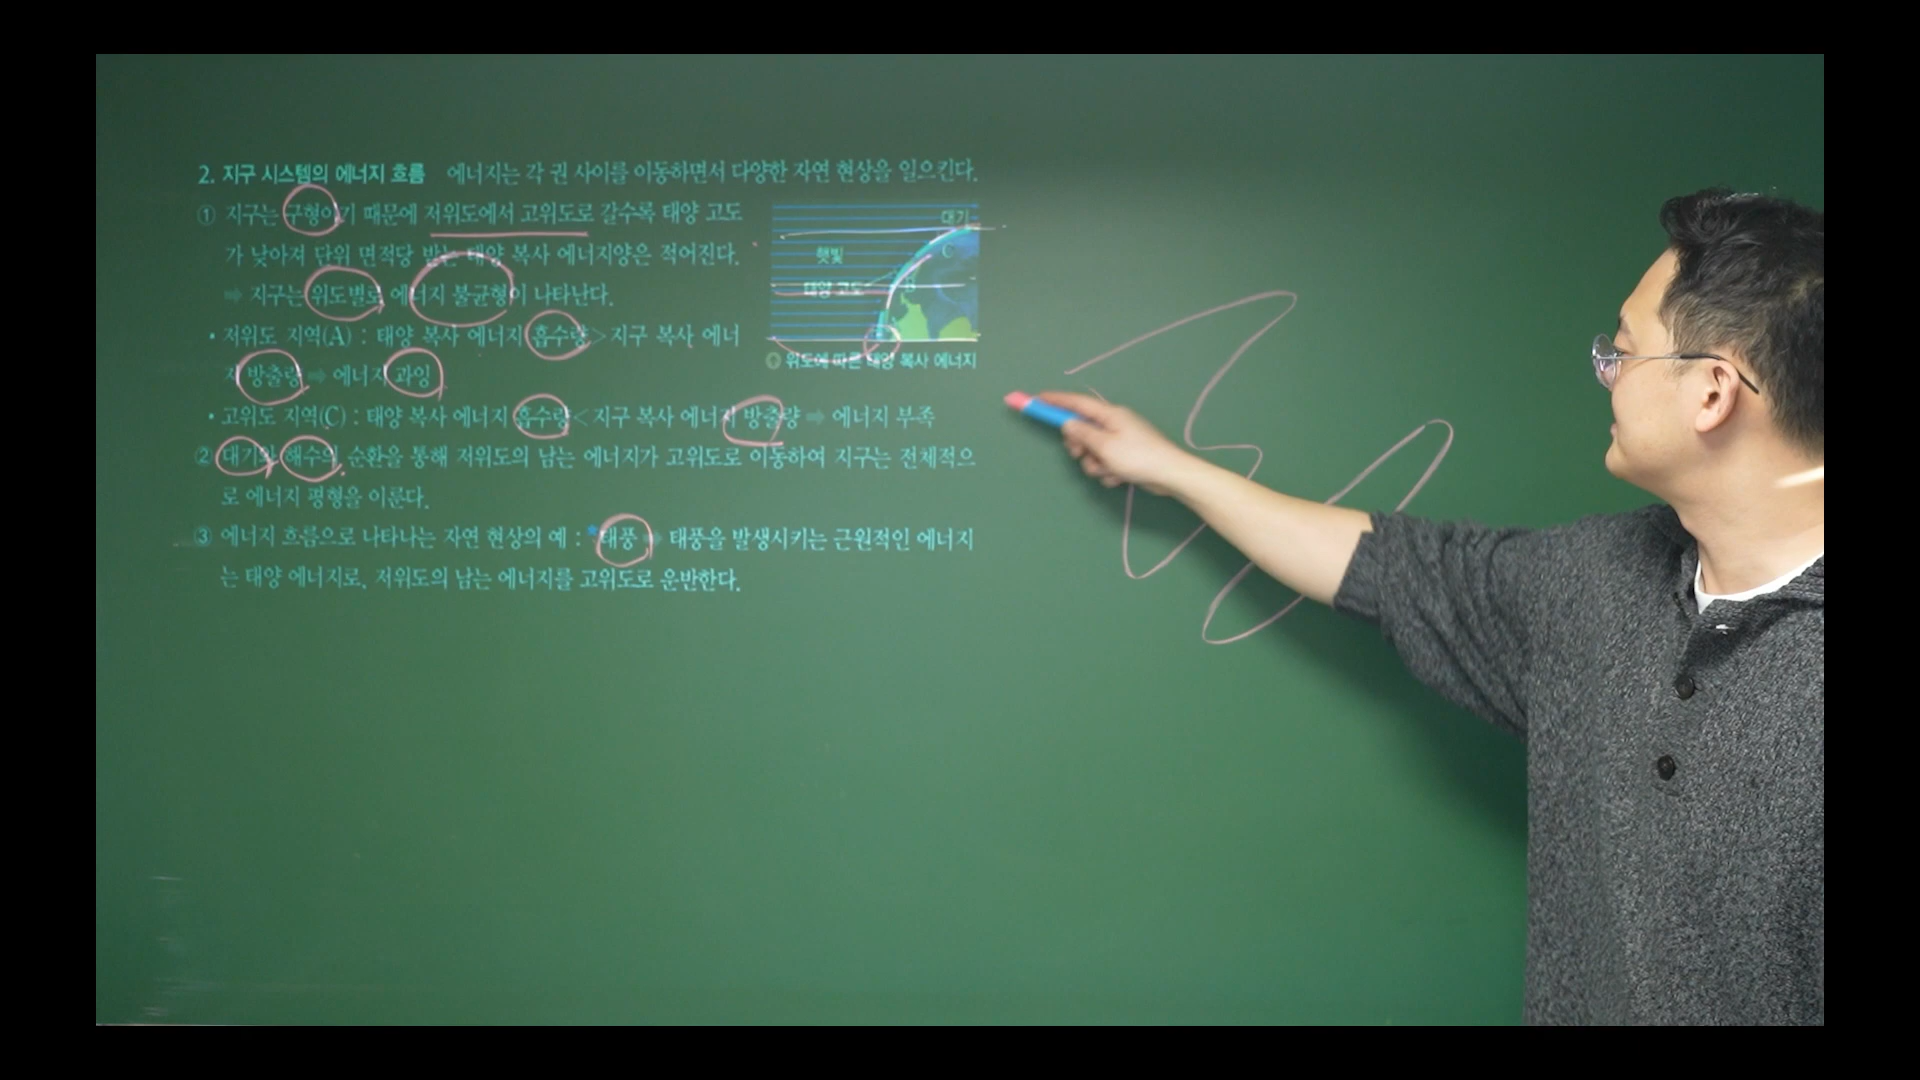 2. 지구 시스템의 에너지 흐름 에너지는 각 권 사이를 이동하면서 다양한 자연 현상을 일으킨다.
① 지구는 구형이기 때문에 저위도에서 고위도로 갈수록 태양 고도
가 낮아져 단위 면적당 받는 태양 복사 에너지양은 적어진다.
➡ 지구는 위도별로 에너지 불균형이 나타난다.
• 저위도 지역(A) : 태양 복사 에너지 흡수량 > 지구 복사 에너
지 방출량 ➡ 에너지 과잉
• 고위도 지역(C) : 태양 복사 에너지 흡수량 < 지구 복사 에너지 방출량 ➡ 에너지 부족
② 대기와 해수의 순환을 통해 저위도의 남는 에너지가 고위도로 이동하여 지구는 전체적으
로 에너지 평형을 이룬다.
③ 에너지 흐름으로 나타나는 자연 현상의 예 : *태풍 ➡ 태풍을 발생시키는 근원적인 에너지
는 태양 에너지로, 저위도의 남는 에너지를 고위도로 운반한다.
대기
햇빛
C
태양 고도
B
위도에 따른 태양 복사 에너지